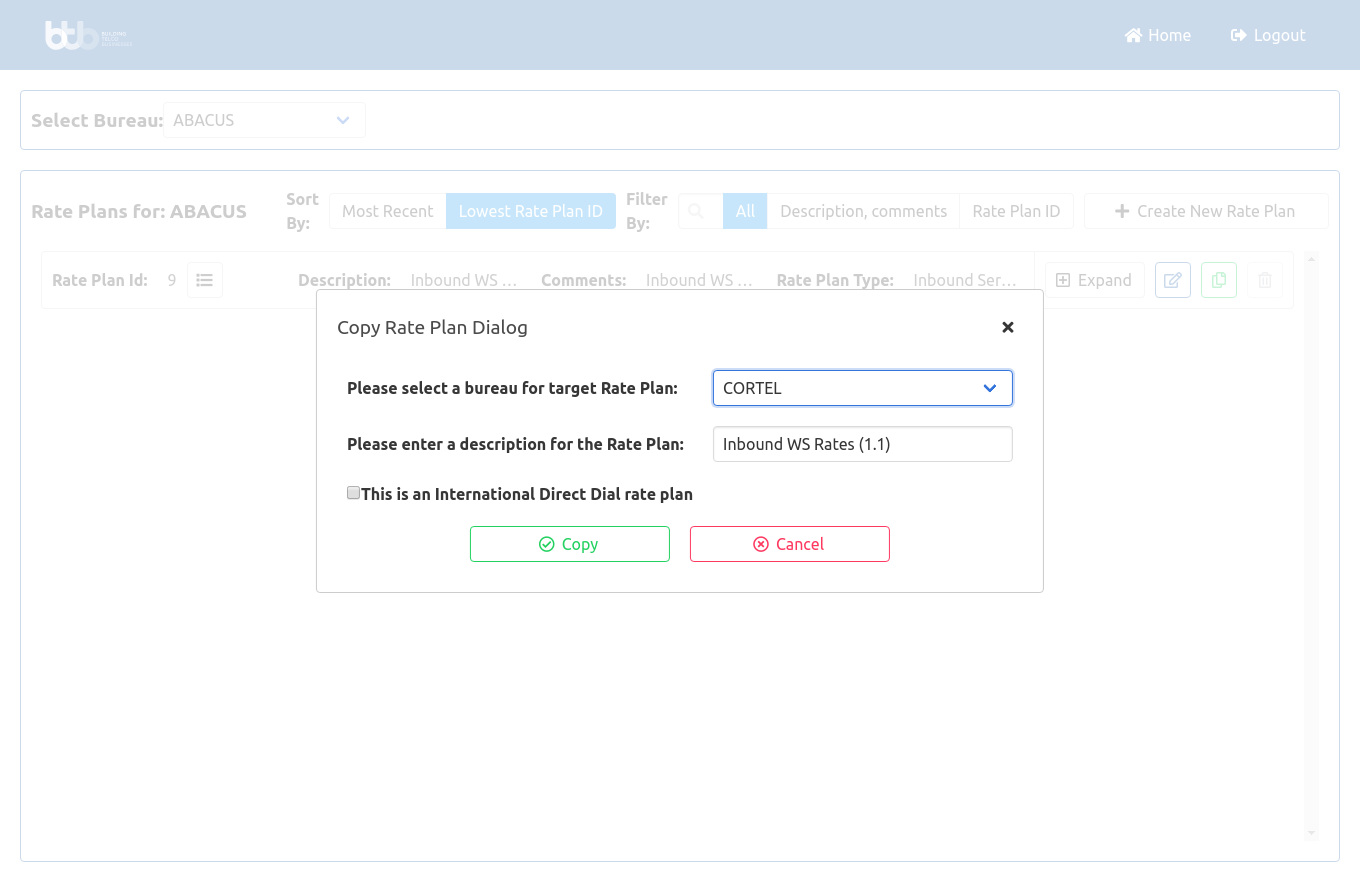 btb BUILDING
Home
Logout
Select Bureau: ABACUS
Rate Plans for: ABACUS
Sort By:
Most Recent
Lowest Rate Plan ID
Filter By:
All
Description, comments
Rate Plan ID
Create New Rate Plan
Rate Plan Id: 9
Description: Inbound WS ...
Comments: Inbound WS ...
Rate Plan Type: Inbound Ser...
Expand
Copy Rate Plan Dialog
Please select a bureau for target Rate Plan: CORTEL
Please enter a description for the Rate Plan: Inbound WS Rates (1.1)
This is an International Direct Dial rate plan
Copy
Cancel